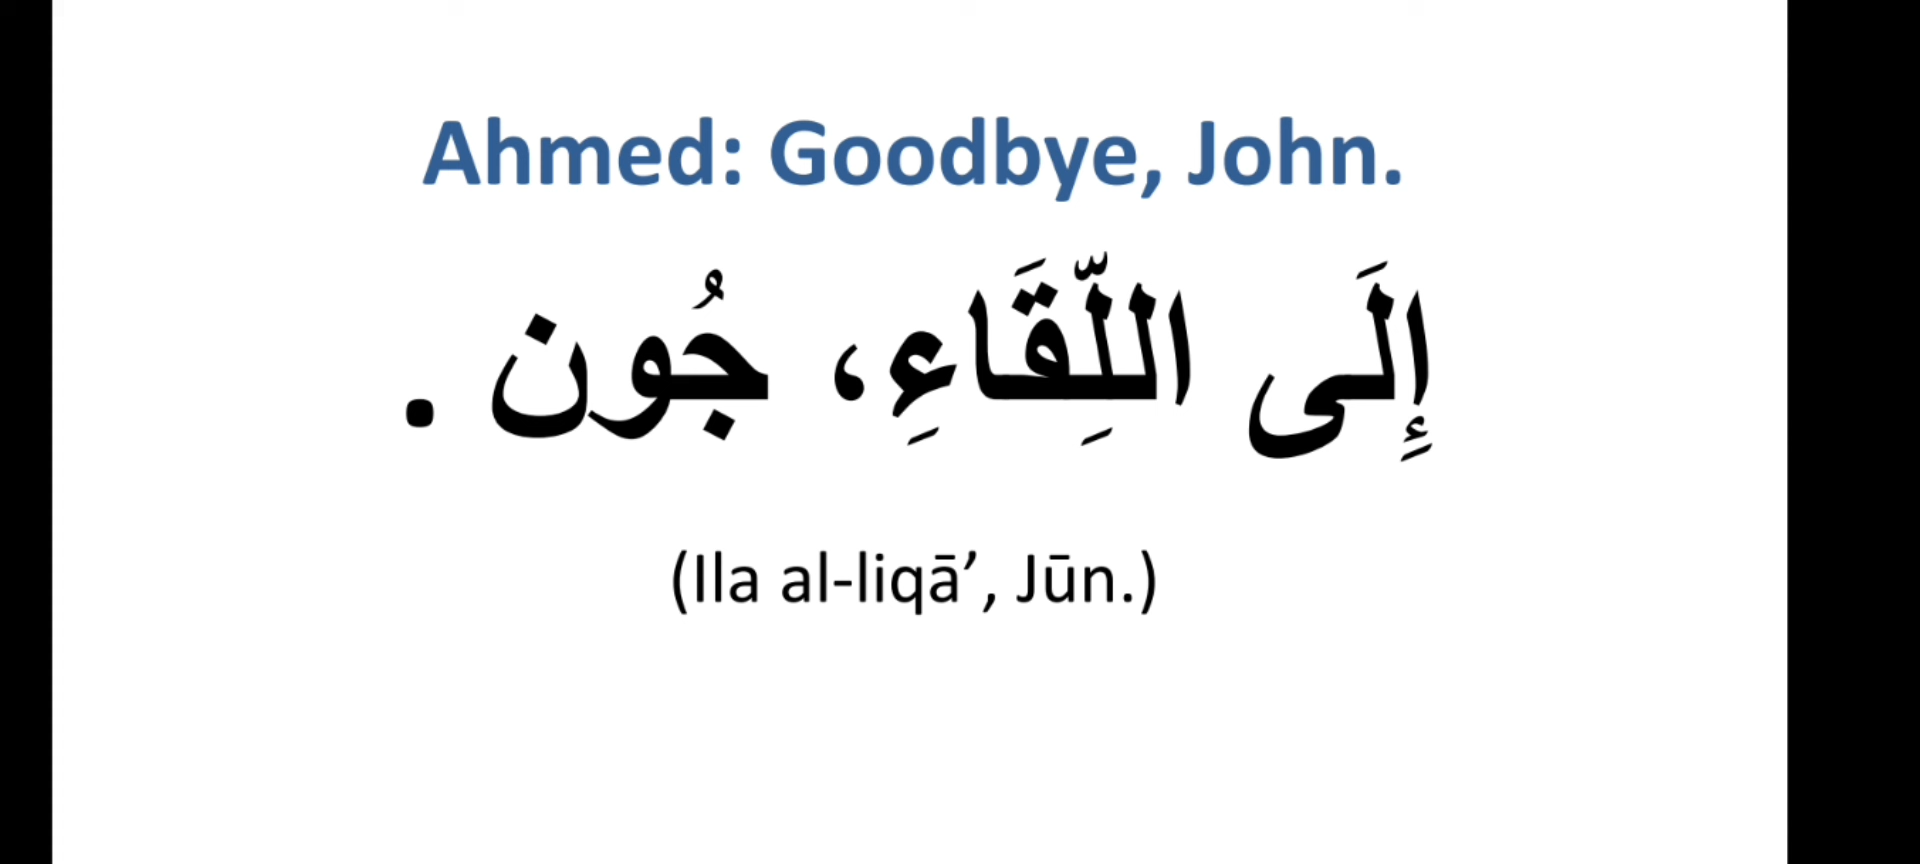 Ahmed: Goodbye, John.
إِلَى اللِّقَاءِ، جُون .
(Ila al-liqā’, Jūn.)